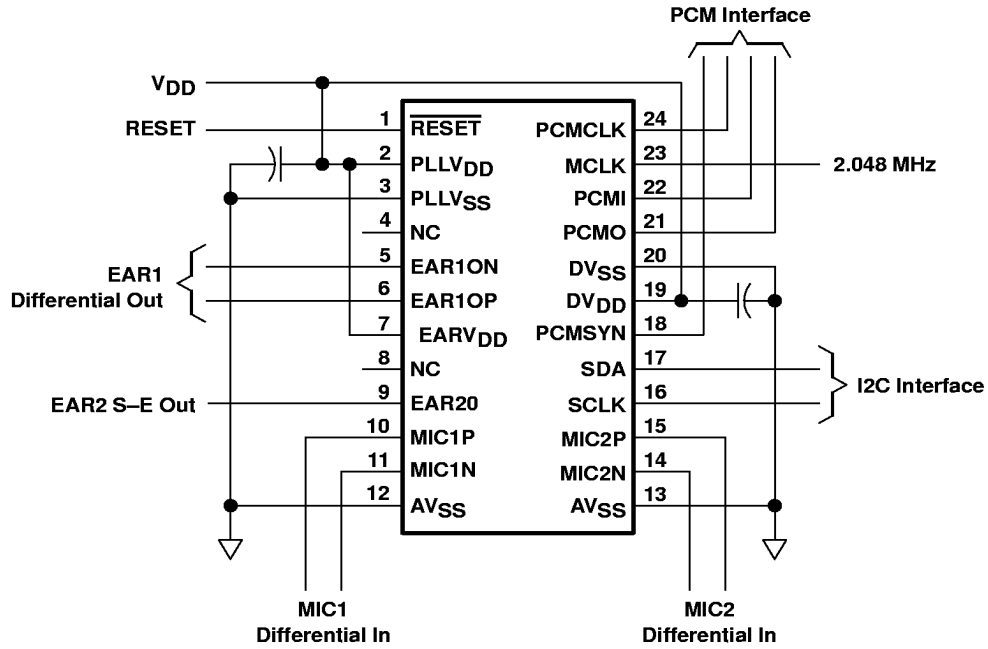 PCM Interface
VDD
RESET
1
RESET
2
PLLVDD
3
PLLVSS
4
NC
5
EAR1ON
6
EAR1OP
7
EARVDD
8
NC
9
EAR20
10
MIC1P
11
MIC1N
12
AVSS
EAR1
Differential Out
EAR2 S–E Out
24
PCMCLK
23
MCLK
22
PCMI
21
PCMO
20
DVSS
19
DVDD
18
PCMSYN
17
SDA
16
SCLK
15
MIC2P
14
MIC2N
13
AVSS
2.048 MHz
I2C Interface
MIC1
Differential In
MIC2
Differential In